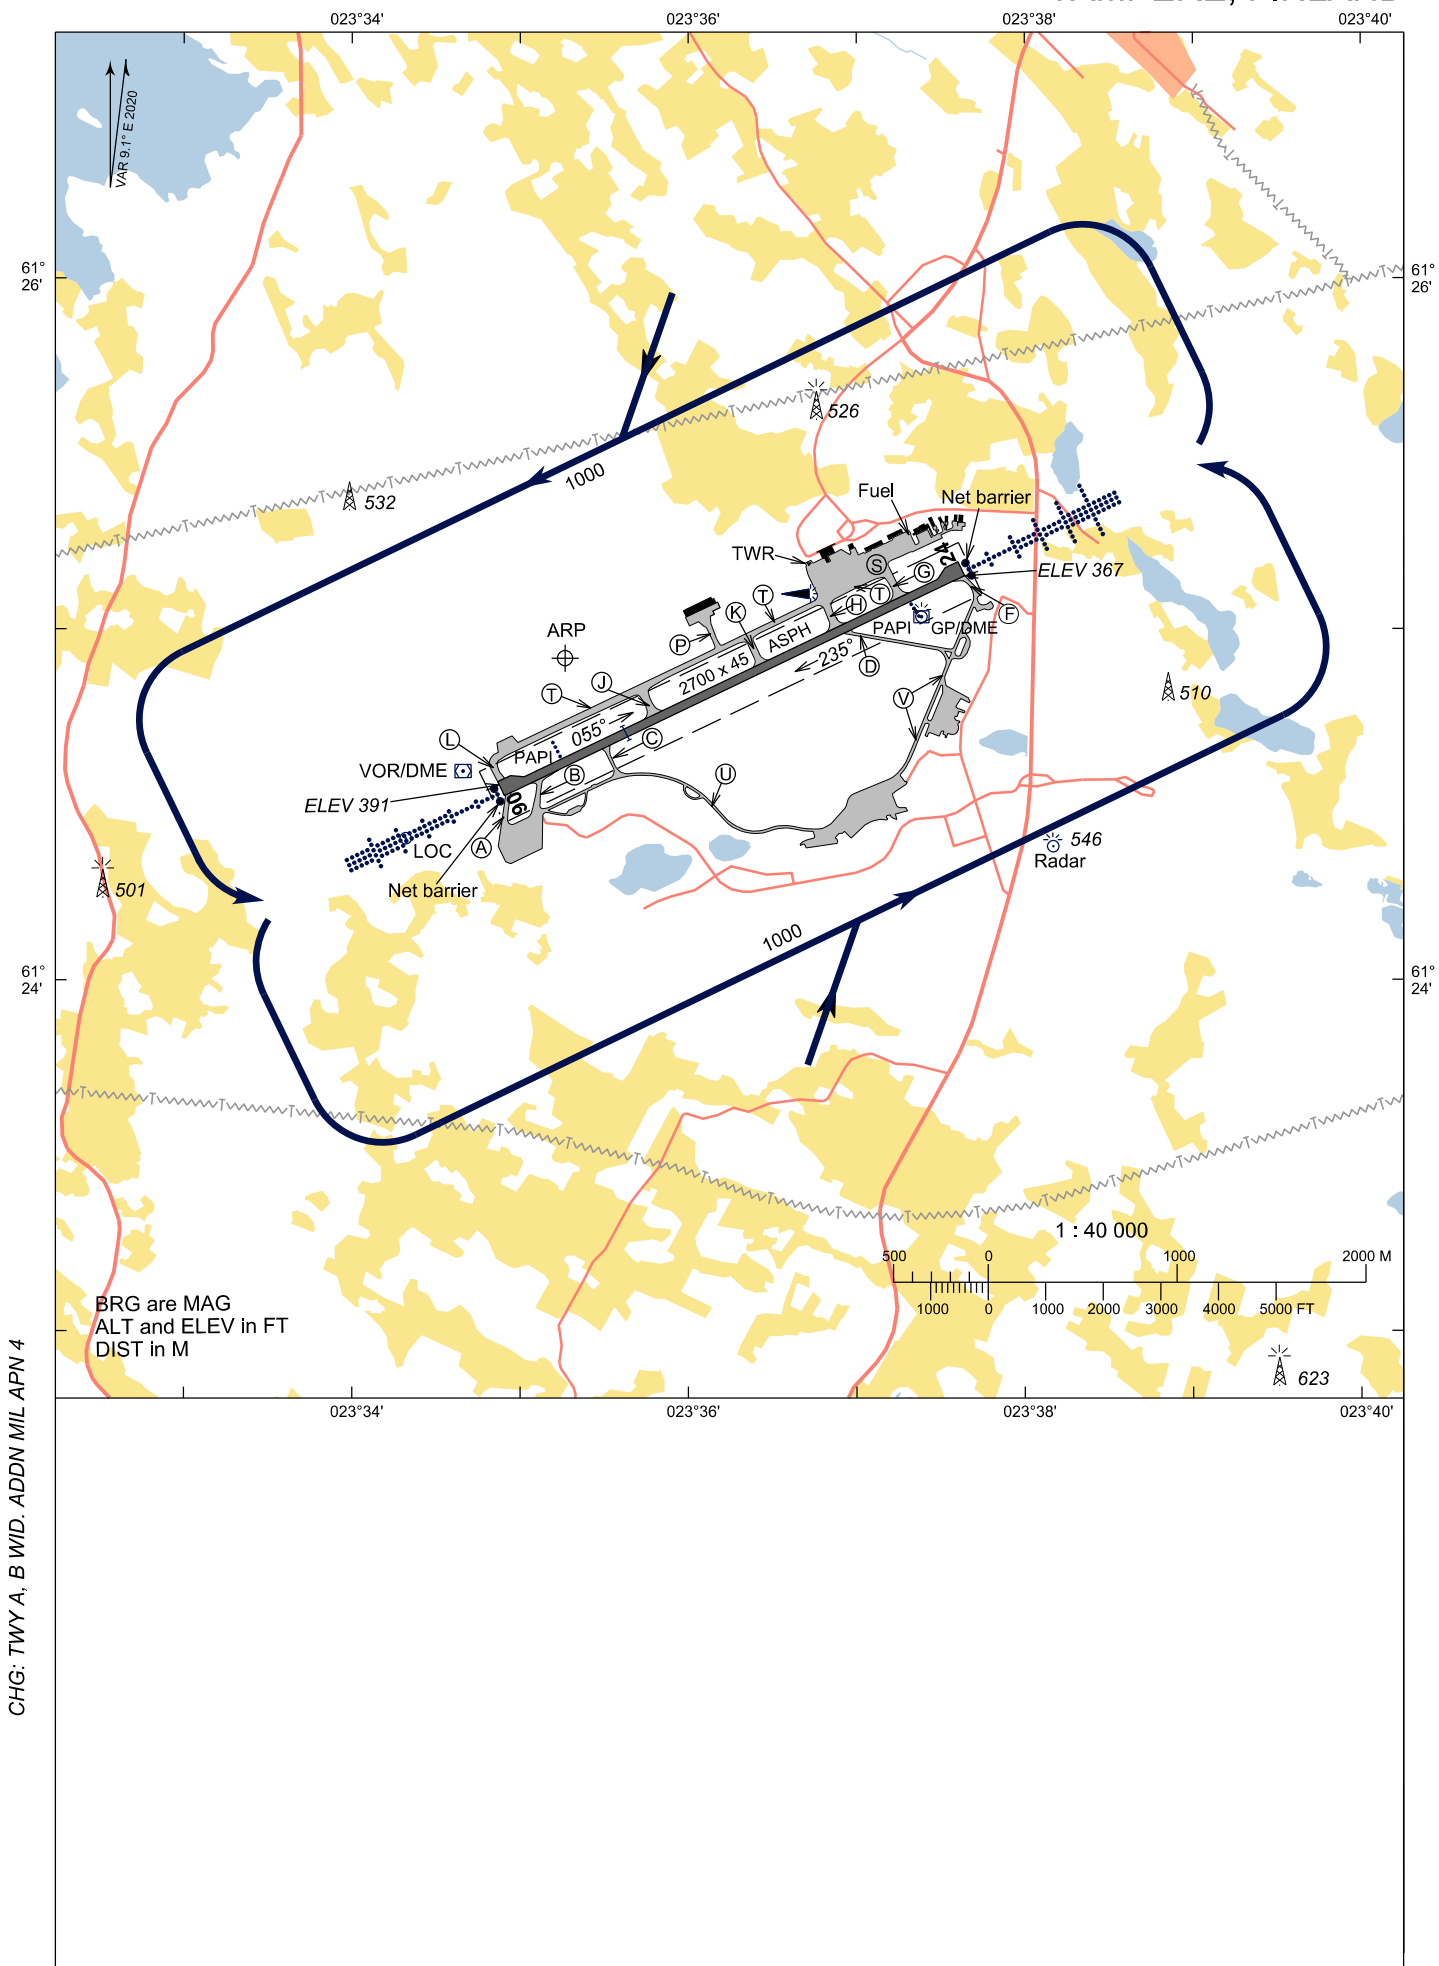 023°34'
023°36'
023°38'
023°40'
VAR 9.1° E 2020
61°
26'
61°
26'
526
1000
532
Fuel
Net barrier
24
TWR
S
G
ELEV 367
T
T
H
K
F
ARP
P
ASPH
PAPI
GP/DME
235°
D
2700 x 45
T
J
V
510
055°
L
C
PAPI
VOR/DME
B
U
ELEV 391
06
546
LOC
A
Radar
501
Net barrier
1000
61°
24'
61°
24'
1 : 40 000
500
0
1000
2000 M
1000
0
1000
2000
3000
4000
5000 FT
BRG are MAG
ALT and ELEV in FT
DIST in M
623
023°34'
023°36'
023°38'
023°40'
CHG: TWY A, B WID. ADDN MIL APN 4